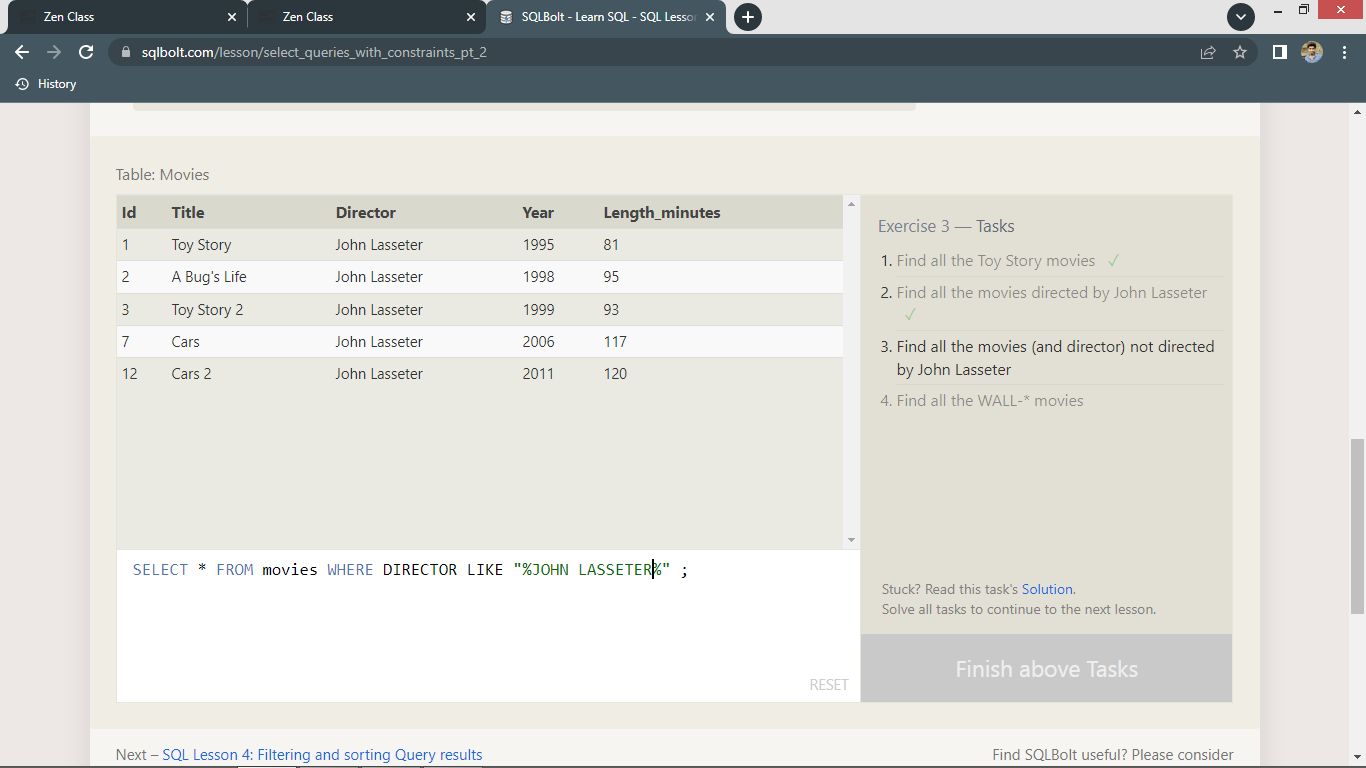 Zen Class
Zen Class
SQLBolt - Learn SQL - SQL Lesso
sqlbolt.com/lesson/select_queries_with_constraints_pt_2
History
Table: Movies
Id Title Director Year Length_minutes
1 Toy Story John Lasseter 1995 81
2 A Bug's Life John Lasseter 1998 95
3 Toy Story 2 John Lasseter 1999 93
7 Cars John Lasseter 2006 117
12 Cars 2 John Lasseter 2011 120
SELECT * FROM movies WHERE DIRECTOR LIKE "%JOHN LASSETER%" ;
RESET
Exercise 3 — Tasks
1. Find all the Toy Story movies ✓
2. Find all the movies directed by John Lasseter
✓
3. Find all the movies (and director) not directed
by John Lasseter
4. Find all the WALL-* movies
Stuck? Read this task's Solution.
Solve all tasks to continue to the next lesson.
Finish above Tasks
Next – SQL Lesson 4: Filtering and sorting Query results
Find SQLBolt useful? Please consider